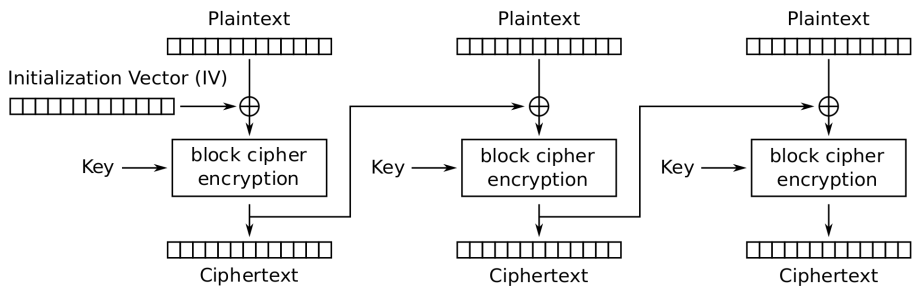 Plaintext
Plaintext
Plaintext
Initialization Vector (IV)
Key
block cipher
encryption
Key
block cipher
encryption
Key
block cipher
encryption
Ciphertext
Ciphertext
Ciphertext